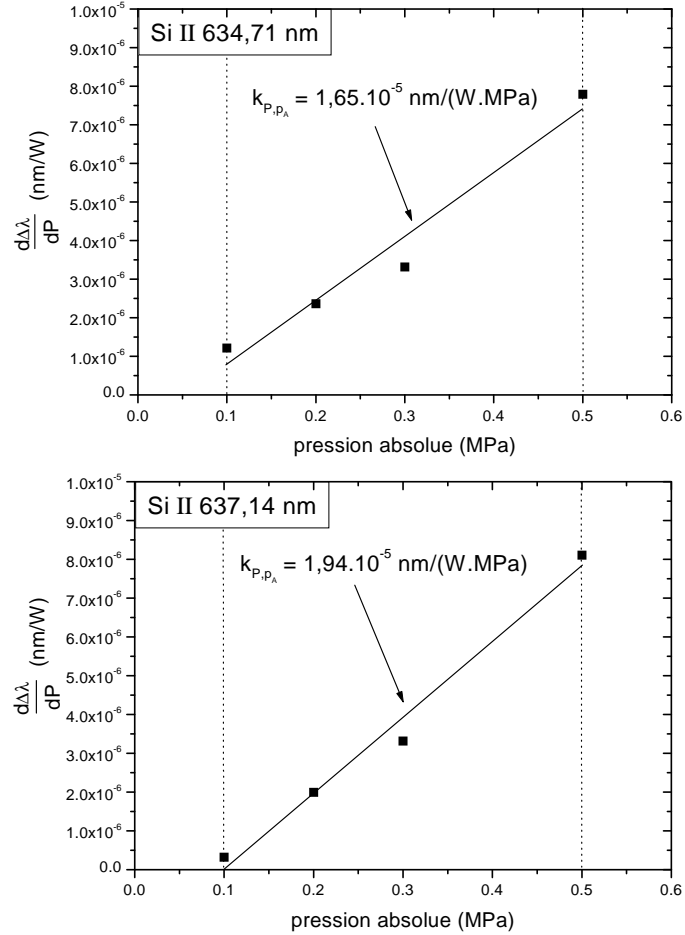 Si II 634,71 nm
k_{P,p_A} = 1,65.10^{-5} nm/(W.MPa)
1.0x10^{-5}
9.0x10^{-6}
8.0x10^{-6}
7.0x10^{-6}
6.0x10^{-6}
5.0x10^{-6}
4.0x10^{-6}
3.0x10^{-6}
2.0x10^{-6}
1.0x10^{-6}
0.0
dΔλ/dP (nm/W)
0.0 0.1 0.2 0.3 0.4 0.5 0.6
pression absolue (MPa)
Si II 637,14 nm
k_{P,p_A} = 1,94.10^{-5} nm/(W.MPa)
1.0x10^{-5}
9.0x10^{-6}
8.0x10^{-6}
7.0x10^{-6}
6.0x10^{-6}
5.0x10^{-6}
4.0x10^{-6}
3.0x10^{-6}
2.0x10^{-6}
1.0x10^{-6}
0.0
dΔλ/dP (nm/W)
0.0 0.1 0.2 0.3 0.4 0.5 0.6
pression absolue (MPa)